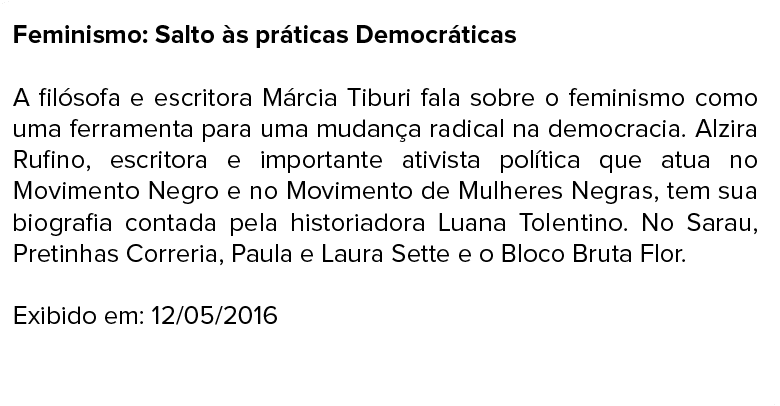 Feminismo: Salto às práticas Democráticas
A filósofa e escritora Márcia Tiburi fala sobre o feminismo como
uma ferramenta para uma mudança radical na democracia. Alzira
Rufino, escritora e importante ativista política que atua no
Movimento Negro e no Movimento de Mulheres Negras, tem sua
biografia contada pela historiadora Luana Tolentino. No Sarau,
Pretinhas Correria, Paula e Laura Sette e o Bloco Bruta Flor.
Exibido em: 12/05/2016